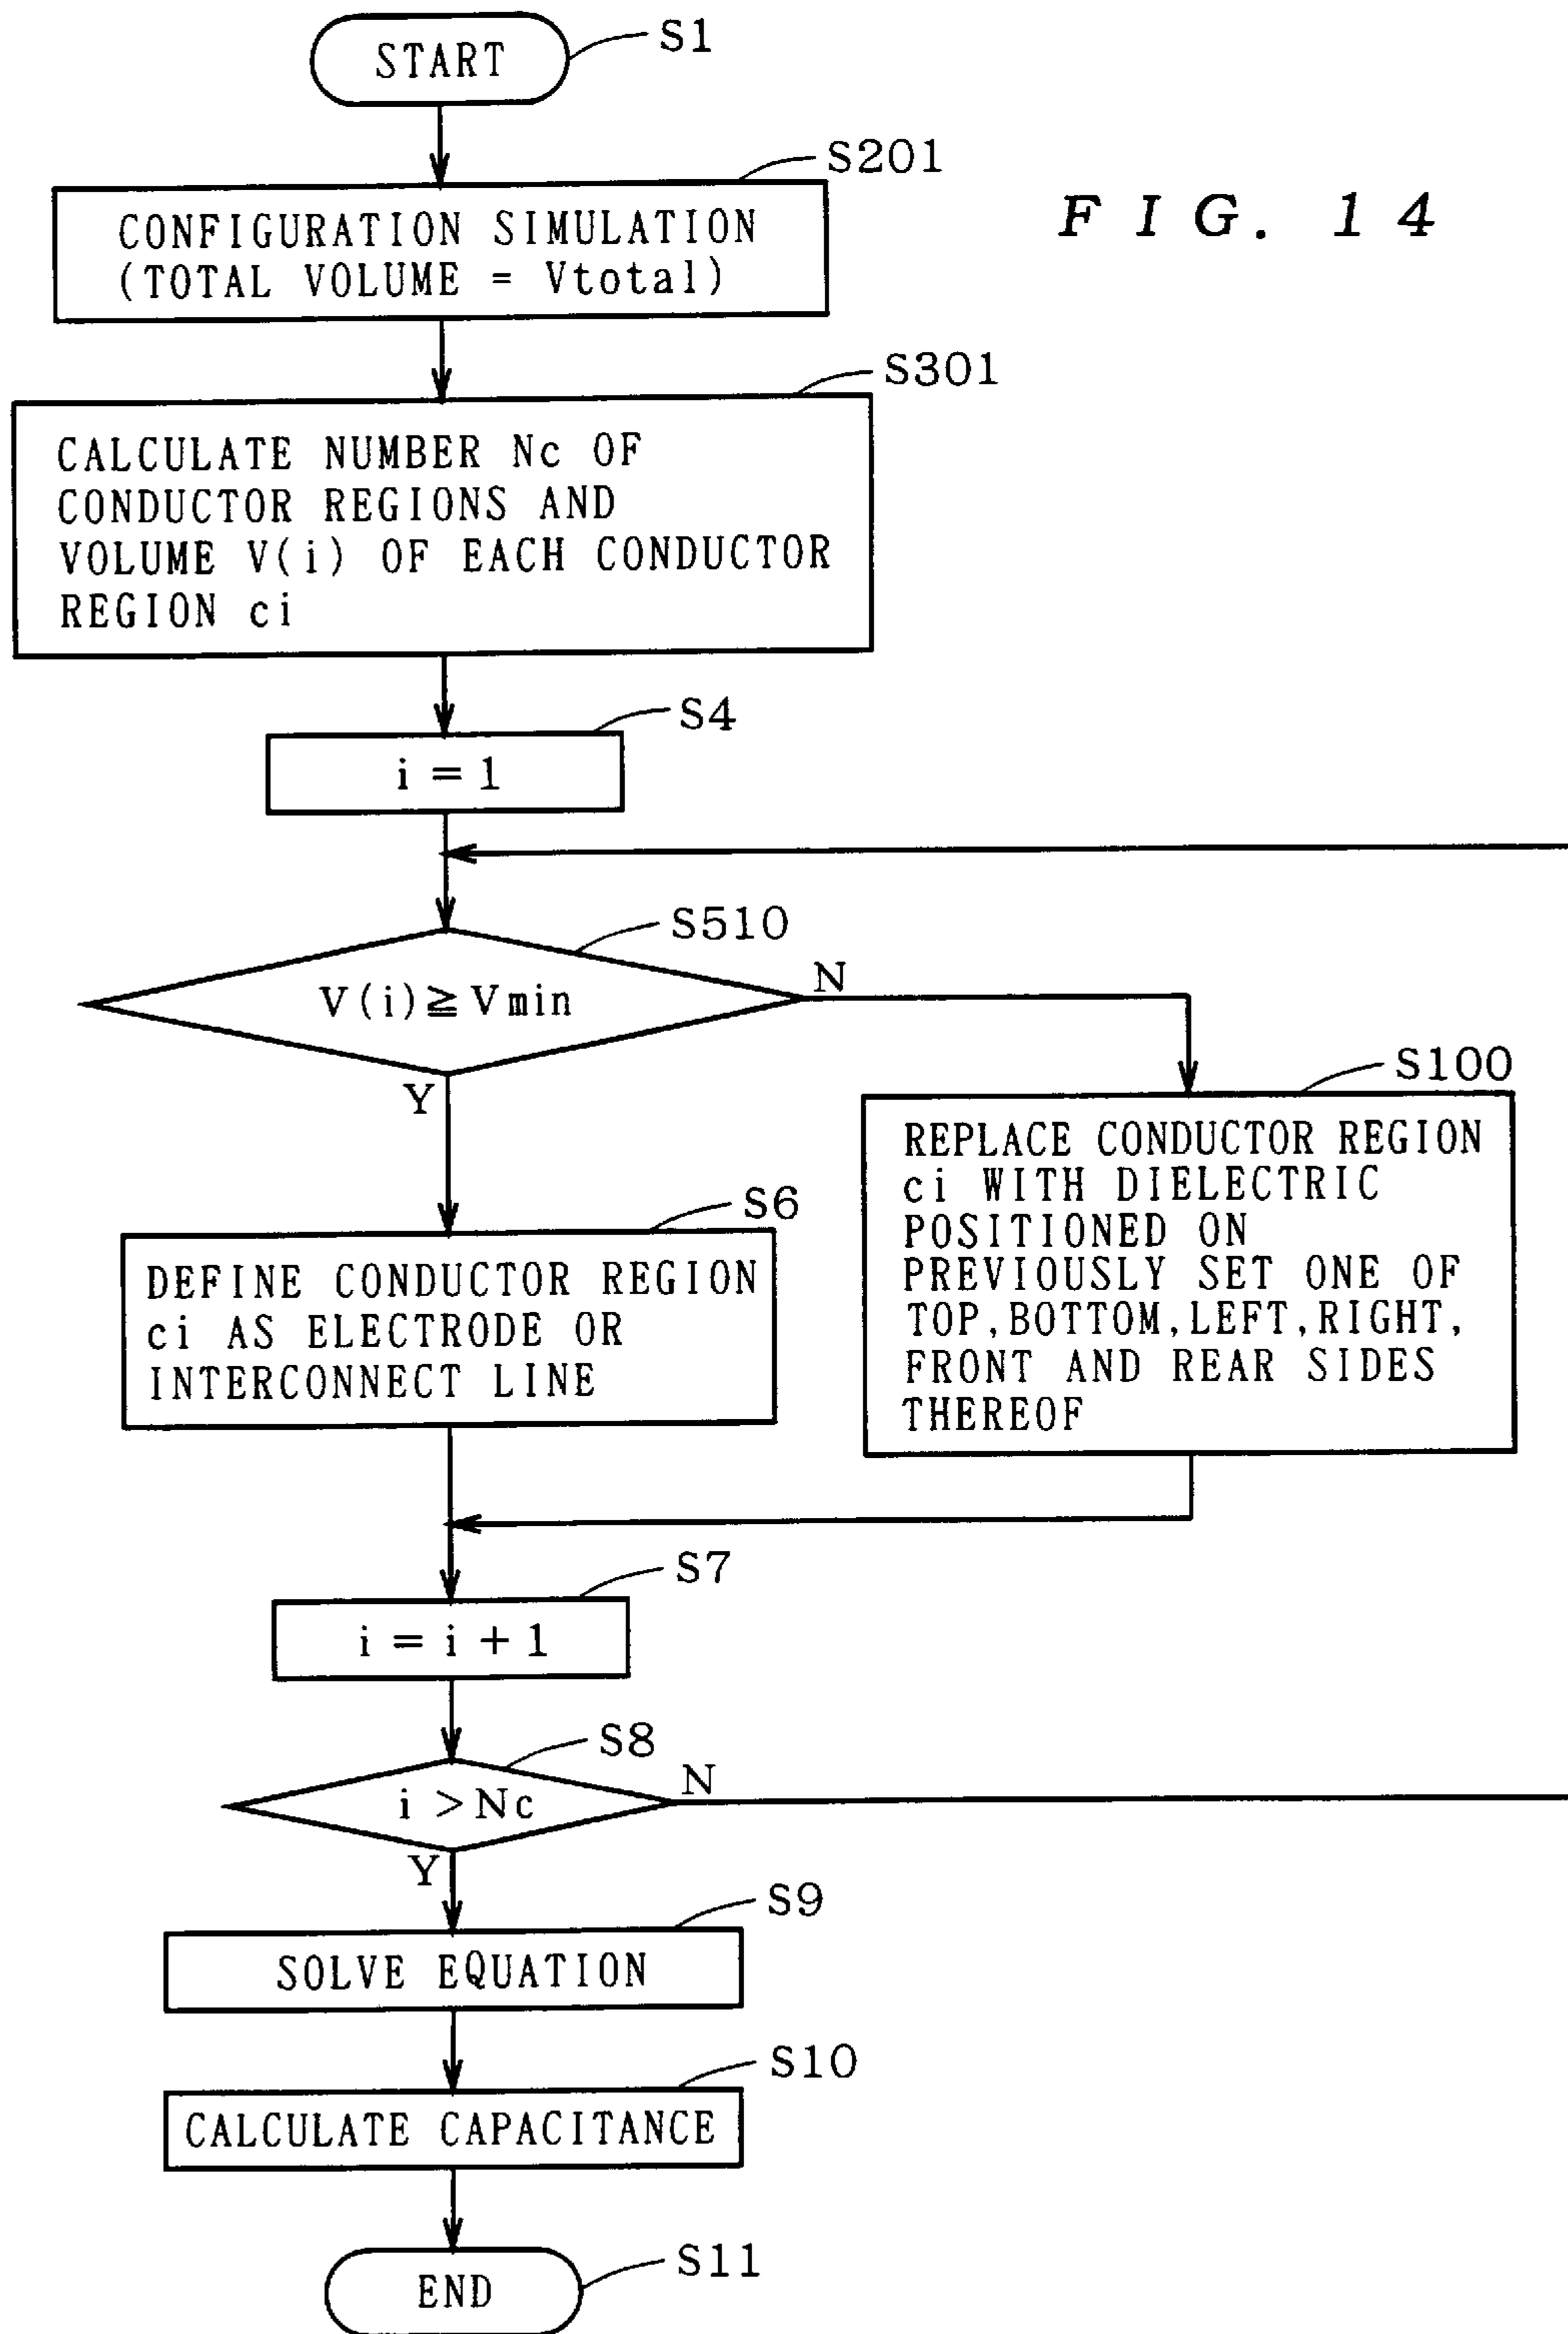 START
S1
S201
CONFIGURATION SIMULATION
(TOTAL VOLUME = Vtotal)
FIG. 14
S301
CALCULATE NUMBER Nc OF
CONDUCTOR REGIONS AND
VOLUME V(i) OF EACH CONDUCTOR
REGION ci
S4
i = 1
S510
V(i)≧Vmin
N
Y
S100
REPLACE CONDUCTOR REGION
ci WITH DIELECTRIC
POSITIONED ON
PREVIOUSLY SET ONE OF
TOP,BOTTOM,LEFT,RIGHT,
FRONT AND REAR SIDES
THEREOF
S6
DEFINE CONDUCTOR REGION
ci AS ELECTRODE OR
INTERCONNECT LINE
S7
i = i + 1
S8
i > Nc
N
Y
S9
SOLVE EQUATION
S10
CALCULATE CAPACITANCE
S11
END